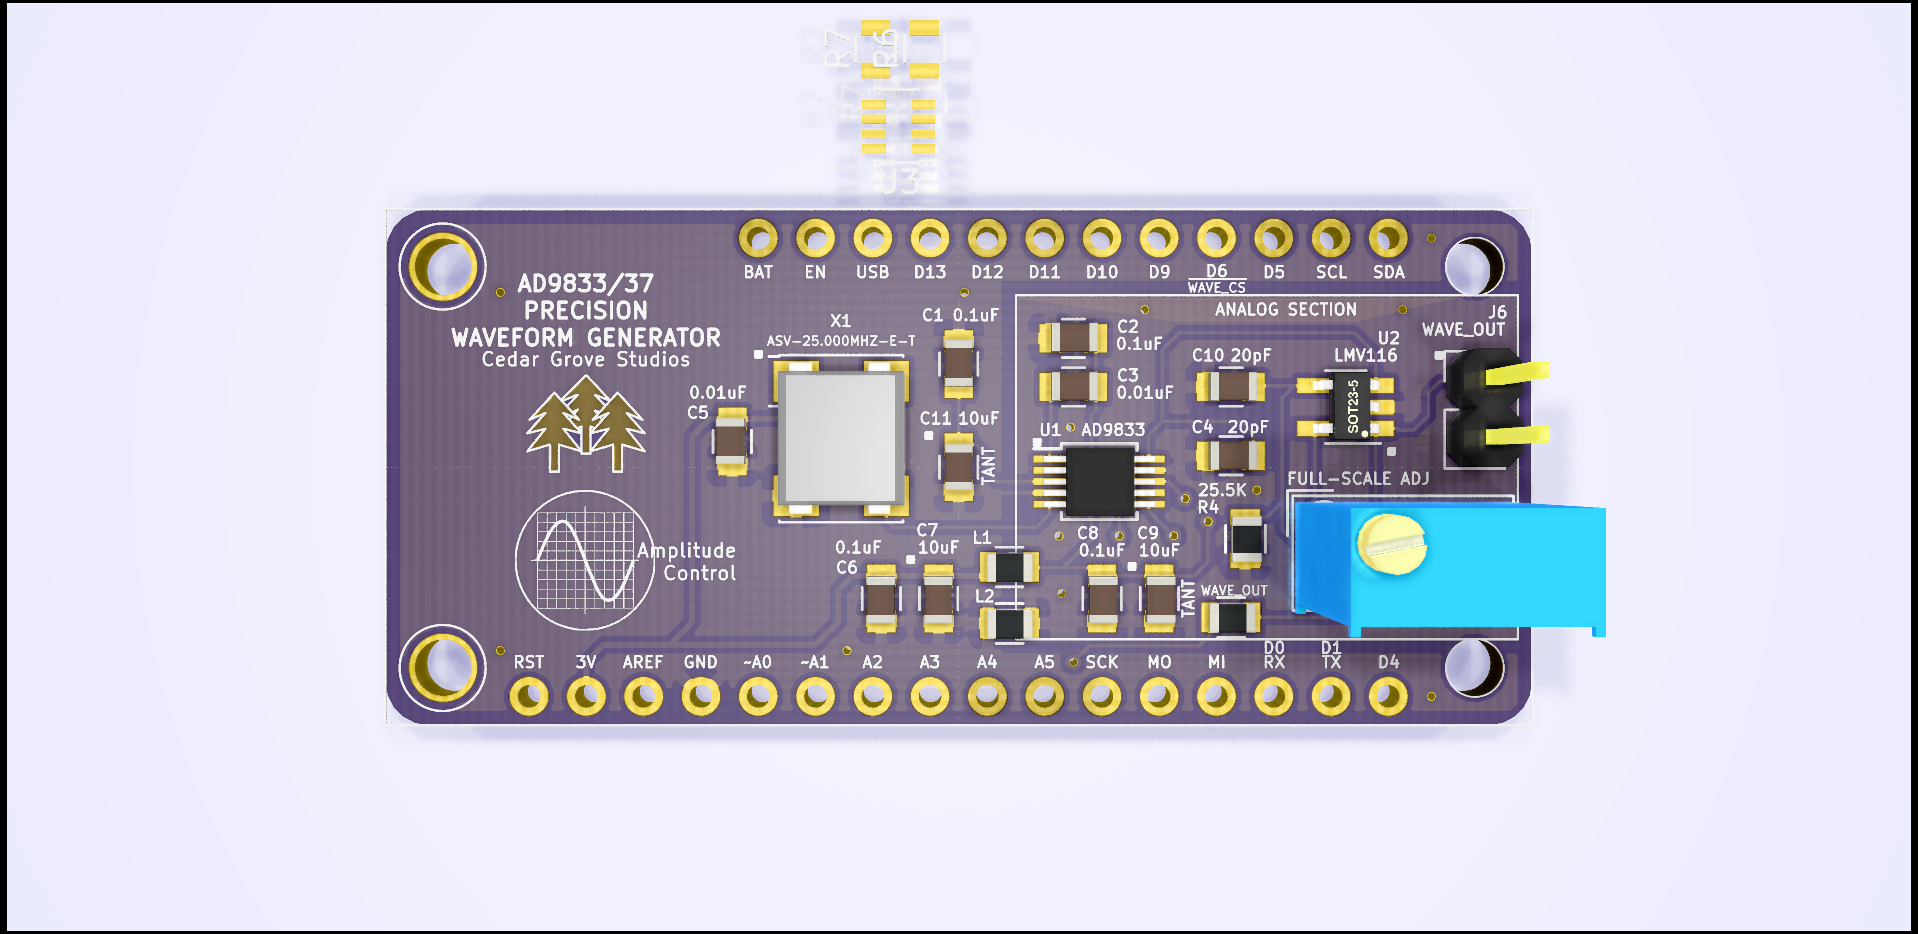 R7
R6
R7
U3
BAT EN USB D13 D12 D11 D10 D9 D6 D5 SCL SDA
WAVE_CS
AD9833/37
PRECISION
WAVEFORM GENERATOR
Cedar Grove Studios
X1
ASV-25.000MHZ-E-T
C1 0.1uF
ANALOG SECTION
J6
WAVE_OUT
C2
0.1uF
U2
LMV116
C10 20pF
C3
0.01uF
0.01uF
C5
SOT23-5
C11 10uF
TANT
U1 AD9833
C4 20pF
FULL-SCALE ADJ
25.5K
R4
Amplitude
Control
0.1uF
C6
C7
10uF
L1
L2
C8
0.1uF
C9
10uF
TANT
WAVE_OUT
RST 3V AREF GND ~A0 ~A1 A2 A3 A4 A5 SCK MO MI D0 RX D1 TX D4